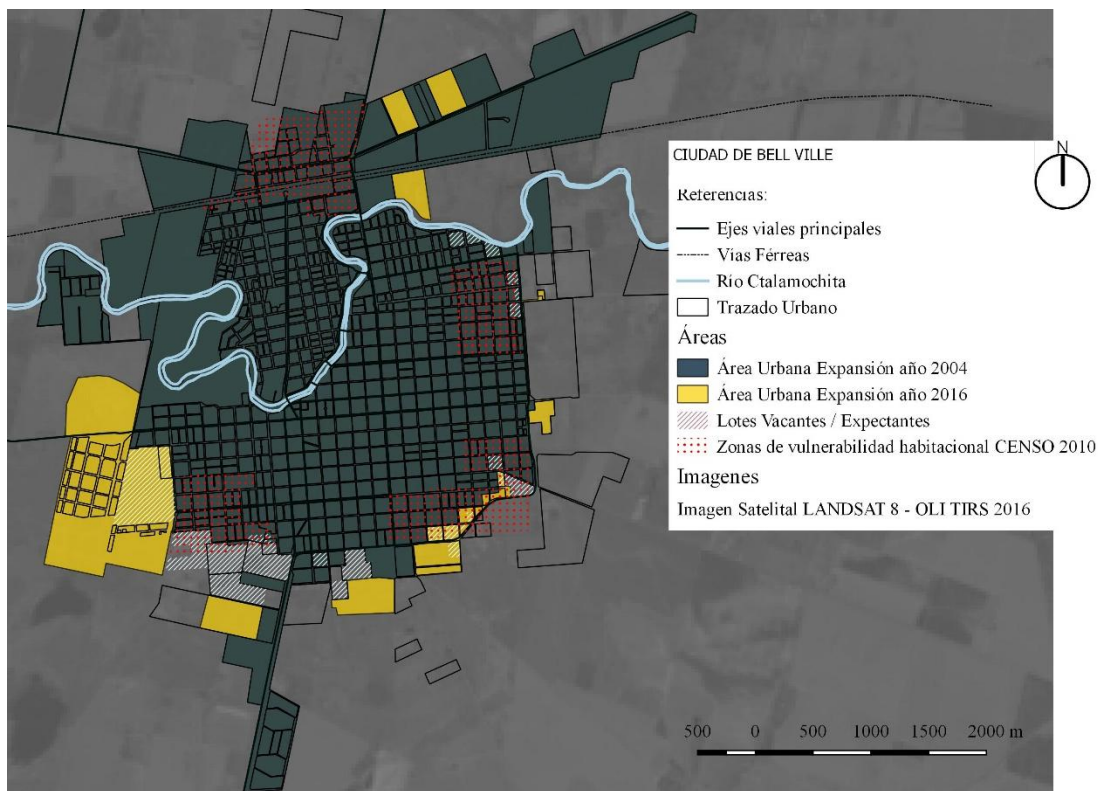 CIUDAD DE BELL VILLE
N
Referencias:
Ejes viales principales
Vías Férreas
Río Ctalamochita
Trazado Urbano
Áreas
Área Urbana Expansión año 2004
Área Urbana Expansión año 2016
Lotes Vacantes / Expectantes
Zonas de vulnerabilidad habitacional CENSO 2010
Imagenes
Imagen Satelital LANDSAT 8 - OLI TIRS 2016
500 0 500 1000 1500 2000 m